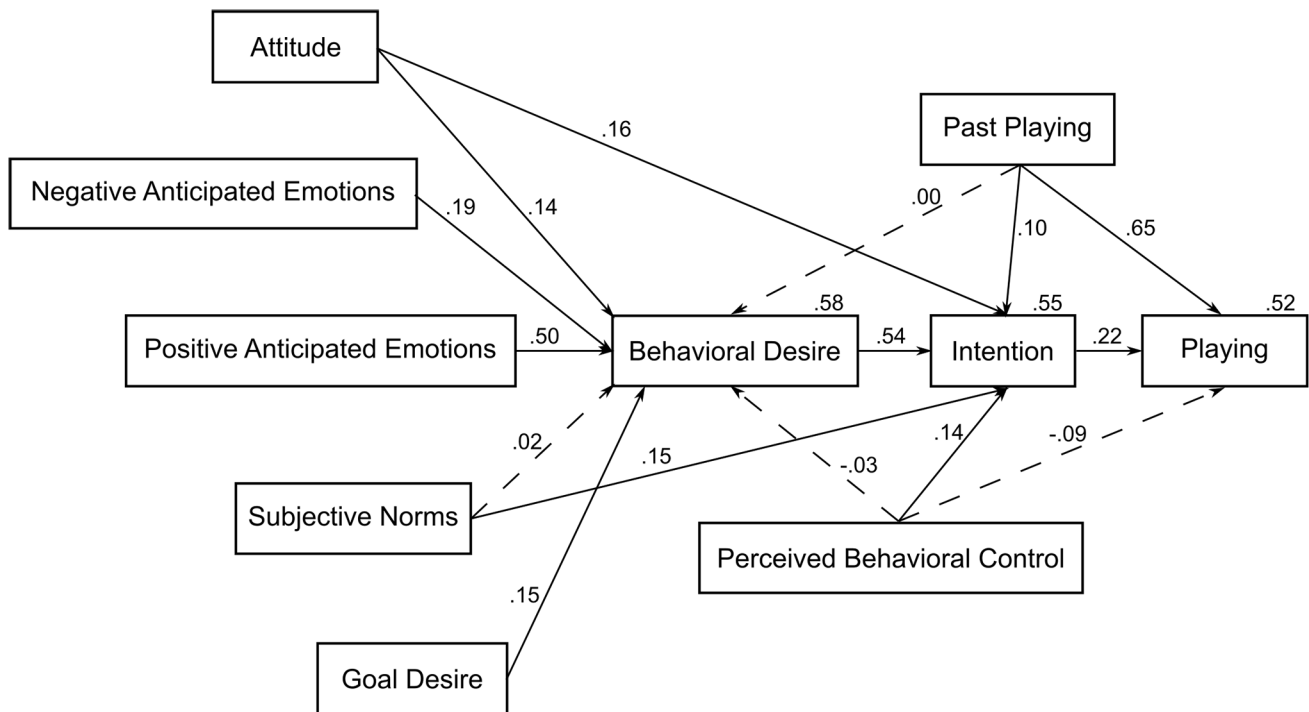 Attitude
Past Playing
.16
Negative Anticipated Emotions
.19
.14
.00
.10
.65
.58
.55
.52
Positive Anticipated Emotions
.50
Behavioral Desire
.54
Intention
.22
Playing
.02
.15
-.03
.14
-.09
Subjective Norms
Perceived Behavioral Control
.15
Goal Desire